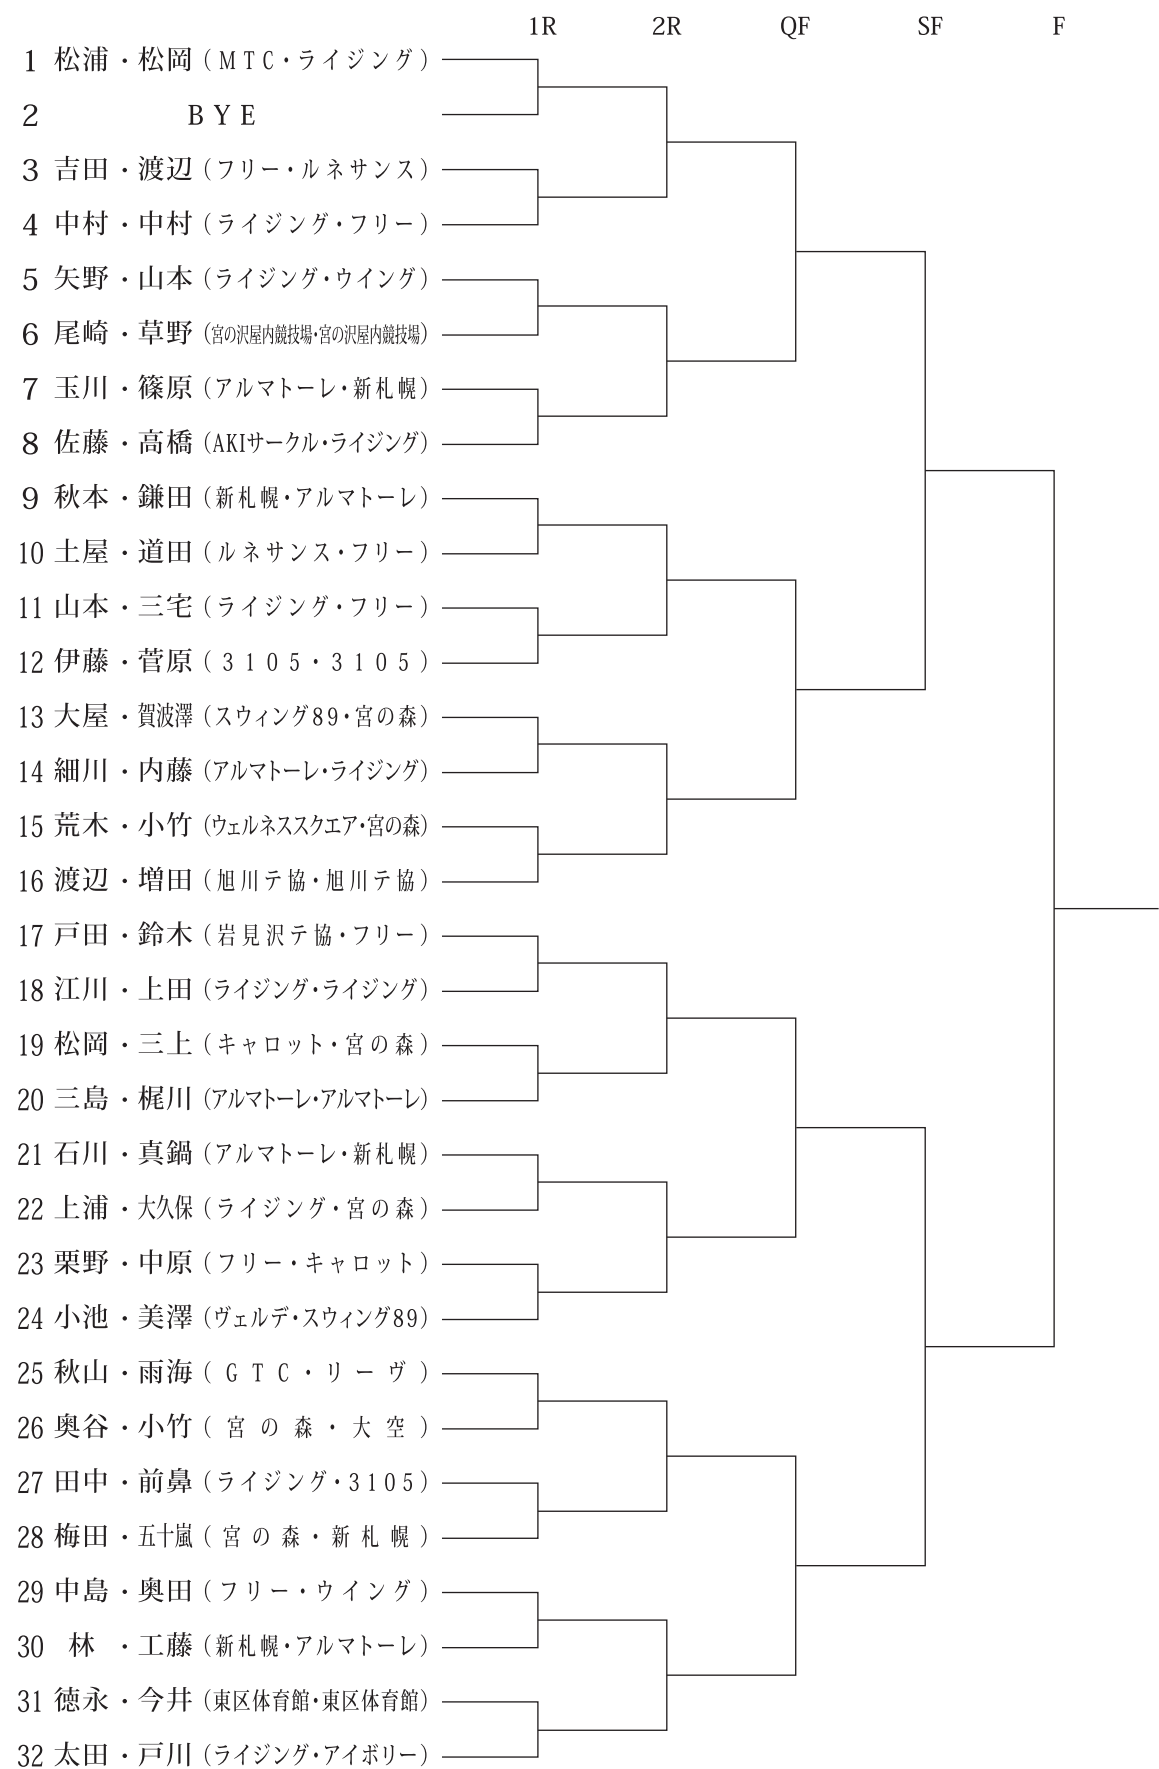 1R 2R QF SF F
1 松浦・松岡（MTC・ライジング）
2 BYE
3 吉田・渡辺（フリー・ルネサンス）
4 中村・中村（ライジング・フリー）
5 矢野・山本（ライジング・ウイング）
6 尾崎・草野（宮の沢屋内競技場・宮の沢屋内競技場）
7 玉川・篠原（アルマトーレ・新札幌）
8 佐藤・高橋（AKIサークル・ライジング）
9 秋本・鎌田（新札幌・アルマトーレ）
10 土屋・道田（ルネサンス・フリー）
11 山本・三宅（ライジング・フリー）
12 伊藤・菅原（3105・3105）
13 大屋・賀波澤（スウィング89・宮の森）
14 細川・内藤（アルマトーレ・ライジング）
15 荒木・小竹（ウェルネススクエア・宮の森）
16 渡辺・増田（旭川テ協・旭川テ協）
17 戸田・鈴木（岩見沢テ協・フリー）
18 江川・上田（ライジング・ライジング）
19 松岡・三上（キャロット・宮の森）
20 三島・梶川（アルマトーレ・アルマトーレ）
21 石川・真鍋（アルマトーレ・新札幌）
22 上浦・大久保（ライジング・宮の森）
23 栗野・中原（フリー・キャロット）
24 小池・美澤（ヴェルデ・スウィング89）
25 秋山・雨海（GTC・リーヴ）
26 奥谷・小竹（宮の森・大空）
27 田中・前鼻（ライジング・3105）
28 梅田・五十嵐（宮の森・新札幌）
29 中島・奥田（フリー・ウイング）
30 林・工藤（新札幌・アルマトーレ）
31 徳永・今井（東区体育館・東区体育館）
32 太田・戸川（ライジング・アイボリー）